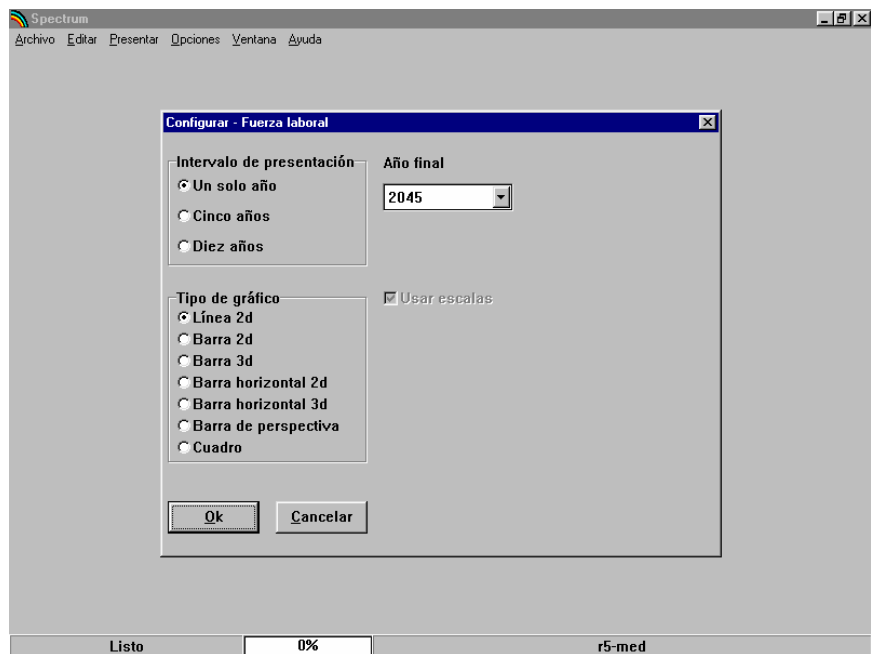 Spectrum
Archivo Editar Presentar Opciones Ventana Ayuda
Configurar - Fuerza laboral
Intervalo de presentación
Un solo año
Cinco años
Diez años
Año final
2045
Tipo de gráfico
Línea 2d
Barra 2d
Barra 3d
Barra horizontal 2d
Barra horizontal 3d
Barra de perspectiva
Cuadro
Usar escalas
Ok Cancelar
Listo 0% r5-med